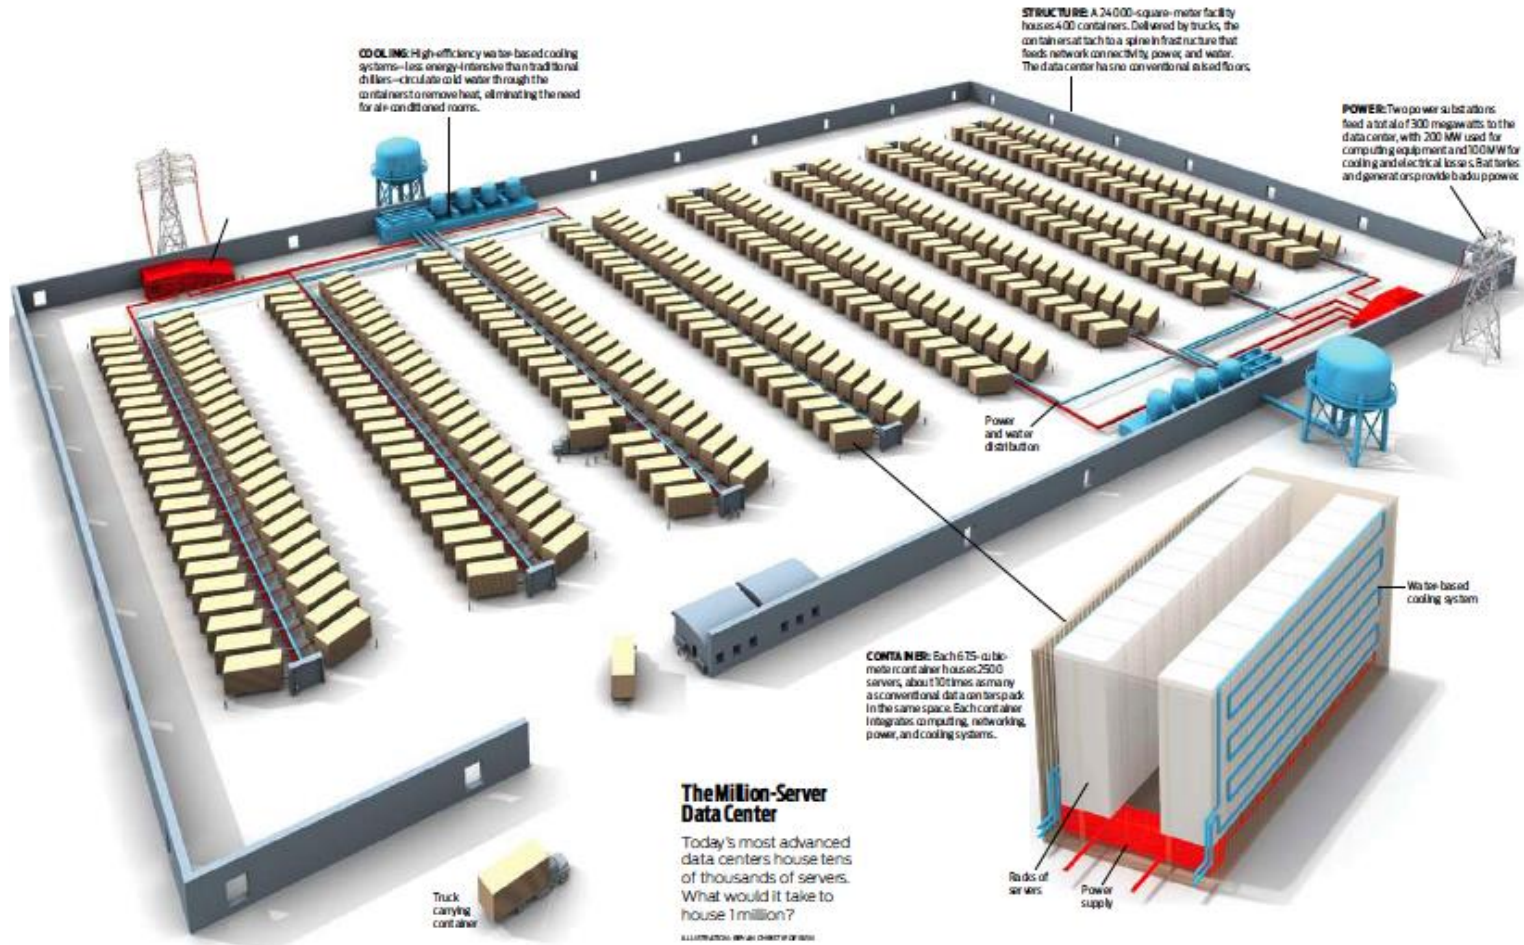 COOLING: High-efficiency water-based cooling
systems—less energy-intensive than traditional
chillers—circulate cold water through the
containers to remove heat, eliminating the need
for air-conditioned rooms.
STRUCTURE: A 24 000-square-meter facility
houses 400 containers. Delivered by trucks, the
containers attach to a spine infrastructure that
feeds network connectivity, power, and water.
The data center has no conventional raised floors.
POWER: Two power substations
feed a total of 300 megawatts to the
data center, with 200 MW used for
computing equipment and 100 MW for
cooling and electrical losses. Batteries
and generators provide backup power.
Power
and water
distribution
Water-based
cooling system
CONTAINER: Each 67.5-cubic-
meter container houses 2500
servers, about 10 times as many
as conventional data centers pack
in the same space. Each container
integrates computing, networking,
power, and cooling systems.
Racks of
servers
Power
supply
Truck
carrying
container
The Million-Server
Data Center
Today's most advanced
data centers house tens
of thousands of servers.
What would it take to
house 1 million?